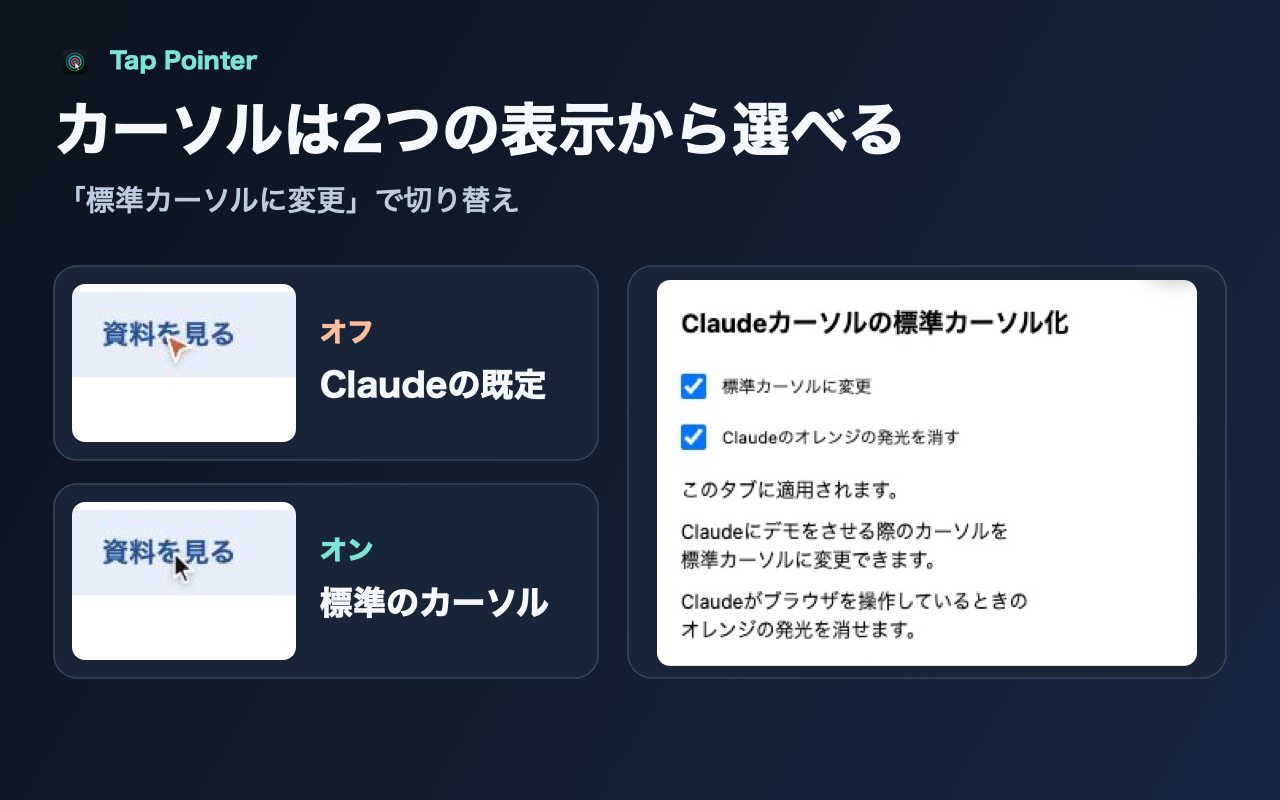 Tap Pointer
カーソルは2つの表示から選べる
「標準カーソルに変更」で切り替え
資料を見る
オフ
Claudeの既定
資料を見る
オン
標準のカーソル
Claudeカーソルの標準カーソル化
標準カーソルに変更
Claudeのオレンジの発光を消す
このタブに適用されます。
Claudeにデモをさせる際のカーソルを
標準カーソルに変更できます。
Claudeがブラウザを操作しているときの
オレンジの発光を消せます。